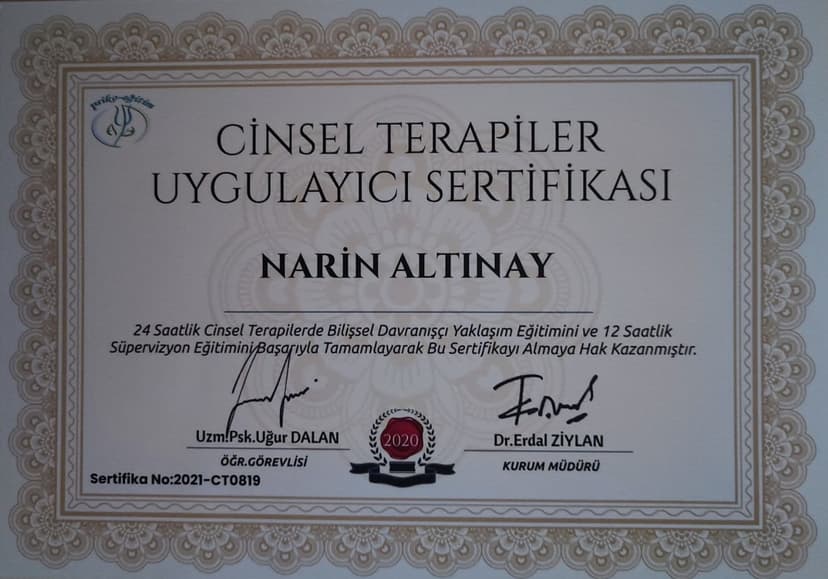 psiko-eğitim
CİNSEL TERAPİLER
UYGULAYICI SERTİFİKASI
NARİN ALTINAY
24 Saatlik Cinsel Terapilerde Bilişsel Davranışçı Yaklaşım Eğitimini ve 12 Saatlik
Süpervizyon Eğitimini Başarıyla Tamamlayarak Bu Sertifikayı Almaya Hak Kazanmıştır.
Uzm.Psk.Uğur DALAN
ÖĞR.GÖREVLİSİ
2020
Dr.Erdal ZİYLAN
KURUM MÜDÜRÜ
Sertifika No:2021-CT0819